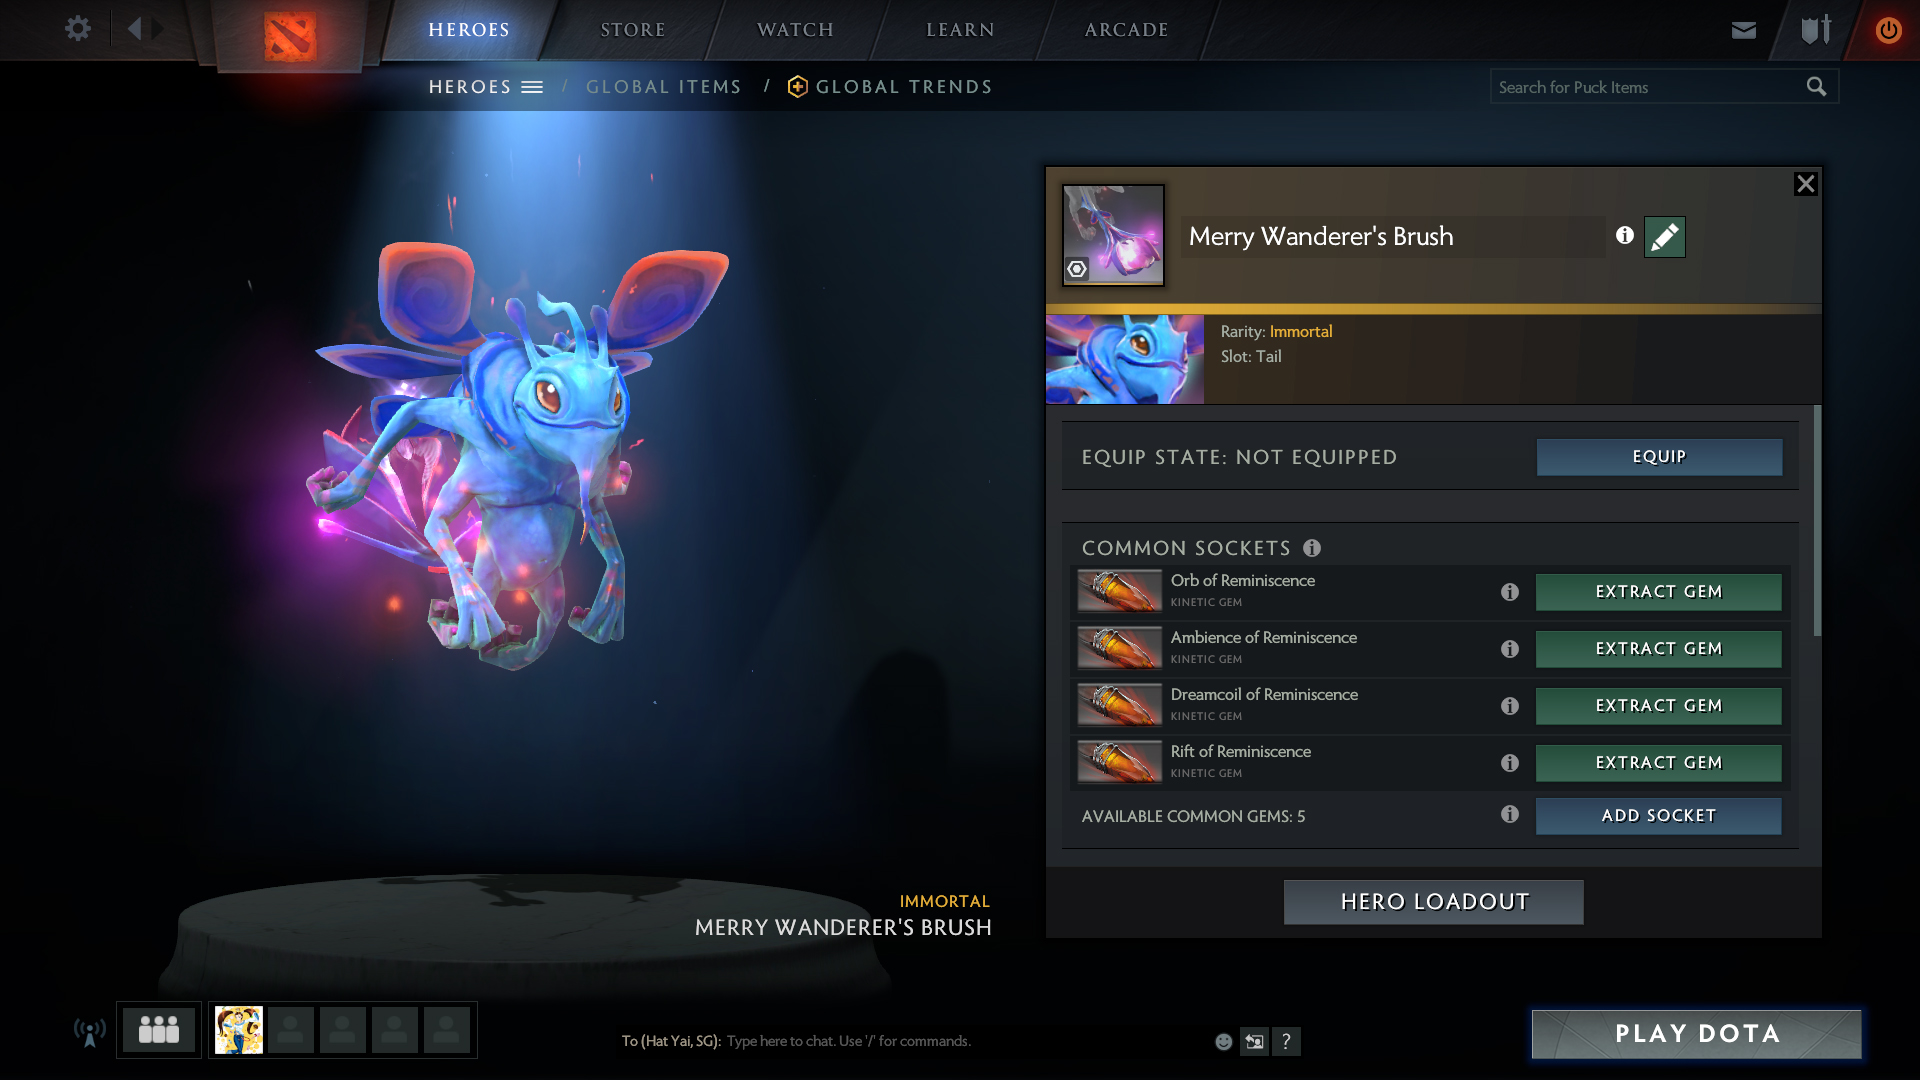 HEROES
STORE
WATCH
LEARN
ARCADE
HEROES / GLOBAL ITEMS / GLOBAL TRENDS
Search for Puck Items
Merry Wanderer's Brush
Rarity: Immortal
Slot: Tail
EQUIP STATE: NOT EQUIPPED
EQUIP
COMMON SOCKETS
Orb of Reminiscence
KINETIC GEM
EXTRACT GEM
Ambience of Reminiscence
KINETIC GEM
EXTRACT GEM
Dreamcoil of Reminiscence
KINETIC GEM
EXTRACT GEM
Rift of Reminiscence
KINETIC GEM
EXTRACT GEM
AVAILABLE COMMON GEMS: 5
ADD SOCKET
HERO LOADOUT
IMMORTAL
MERRY WANDERER'S BRUSH
To (Hat Yai, SG): Type here to chat. Use '/' for commands.
?
PLAY DOTA